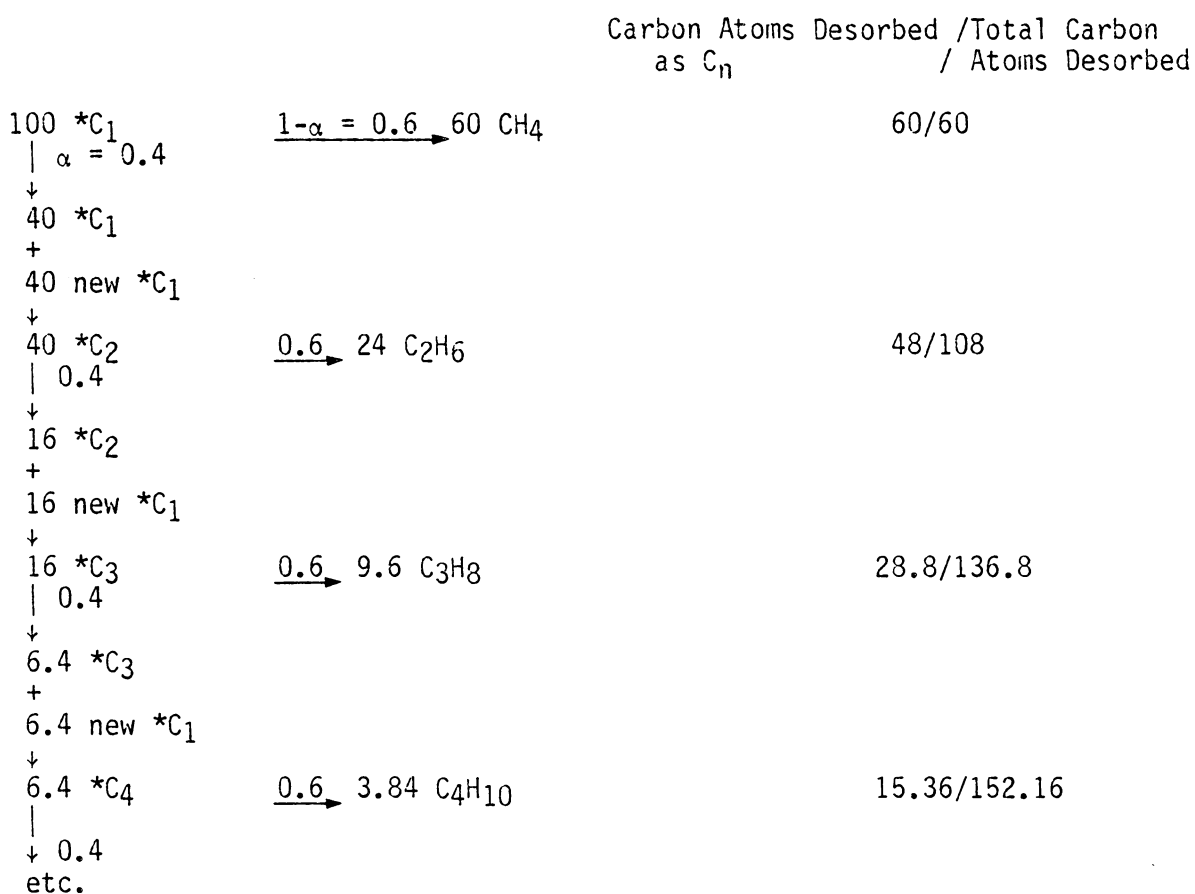 Carbon Atoms Desorbed /Total Carbon
as Cn / Atoms Desorbed
100 *C1 1-α = 0.6 60 CH4 60/60
α = 0.4
40 *C1
+
40 new *C1
40 *C2 0.6 24 C2H6 48/108
0.4
16 *C2
+
16 new *C1
16 *C3 0.6 9.6 C3H8 28.8/136.8
0.4
6.4 *C3
+
6.4 new *C1
6.4 *C4 0.6 3.84 C4H10 15.36/152.16
0.4
etc.